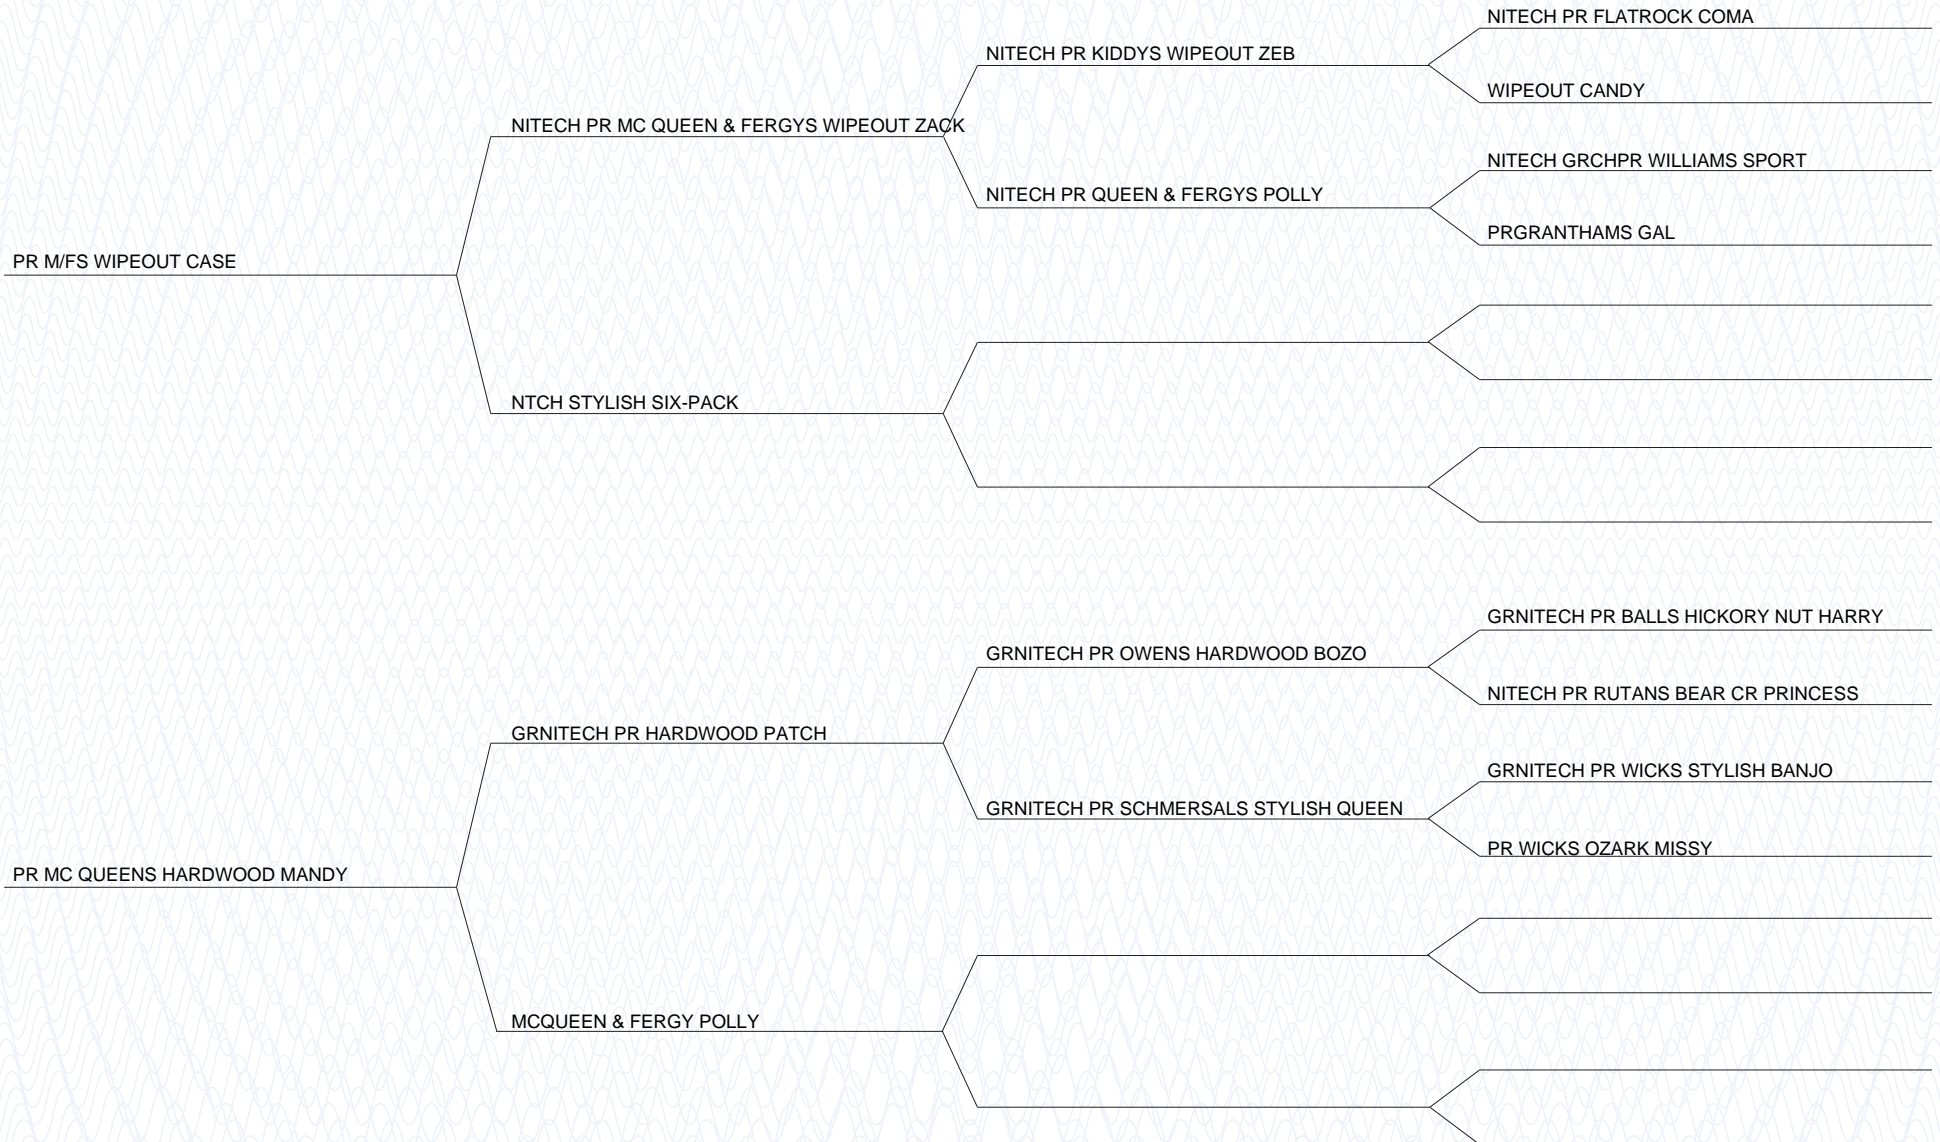 NITECH PR FLATROCK COMA
NITECH PR KIDDYS WIPEOUT ZEB
WIPEOUT CANDY
NITECH PR MC QUEEN & FERGYS WIPEOUT ZACK
NITECH GRCHPR WILLIAMS SPORT
NITECH PR QUEEN & FERGYS POLLY
PRGRANTHAMS GAL
PR M/FS WIPEOUT CASE
NTCH STYLISH SIX-PACK
GRNITECH PR BALLS HICKORY NUT HARRY
GRNITECH PR OWENS HARDWOOD BOZO
NITECH PR RUTANS BEAR CR PRINCESS
GRNITECH PR HARDWOOD PATCH
GRNITECH PR WICKS STYLISH BANJO
GRNITECH PR SCHMERSALS STYLISH QUEEN
PR WICKS OZARK MISSY
PR MC QUEENS HARDWOOD MANDY
MCQUEEN & FERGY POLLY